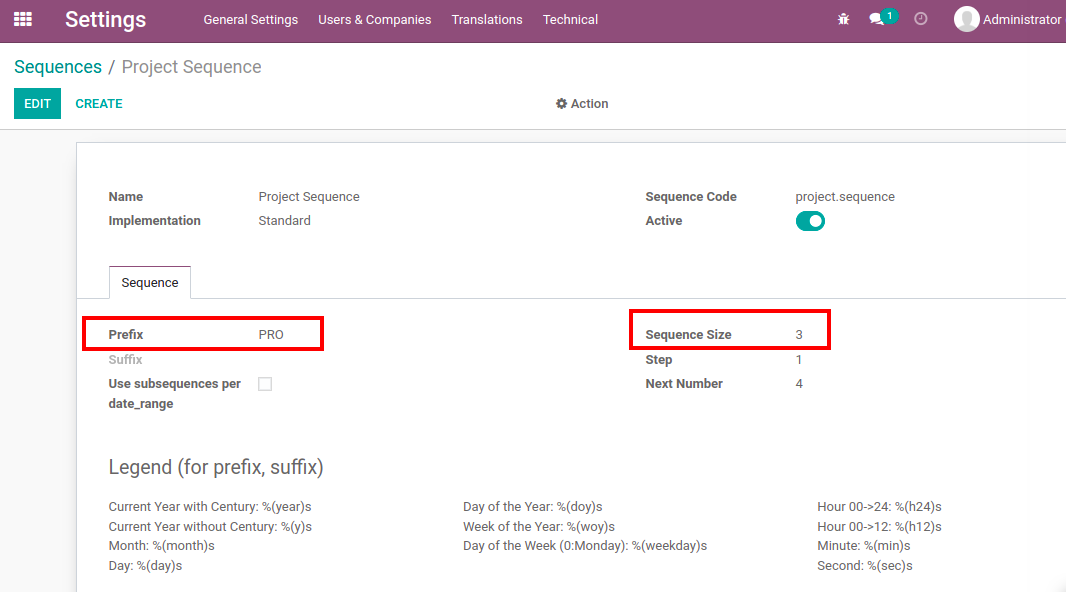 Settings General Settings Users & Companies Translations Technical 1 Administrator
Sequences / Project Sequence
EDIT CREATE Action
Name Project Sequence Sequence Code project.sequence
Implementation Standard Active
Sequence
Prefix PRO Sequence Size 3
Suffix Step 1
Use subsequences per date_range Next Number 4
Legend (for prefix, suffix)
Current Year with Century: %(year)s Day of the Year: %(doy)s Hour 00->24: %(h24)s
Current Year without Century: %(y)s Week of the Year: %(woy)s Hour 00->12: %(h12)s
Month: %(month)s Day of the Week (0:Monday): %(weekday)s Minute: %(min)s
Day: %(day)s Second: %(sec)s